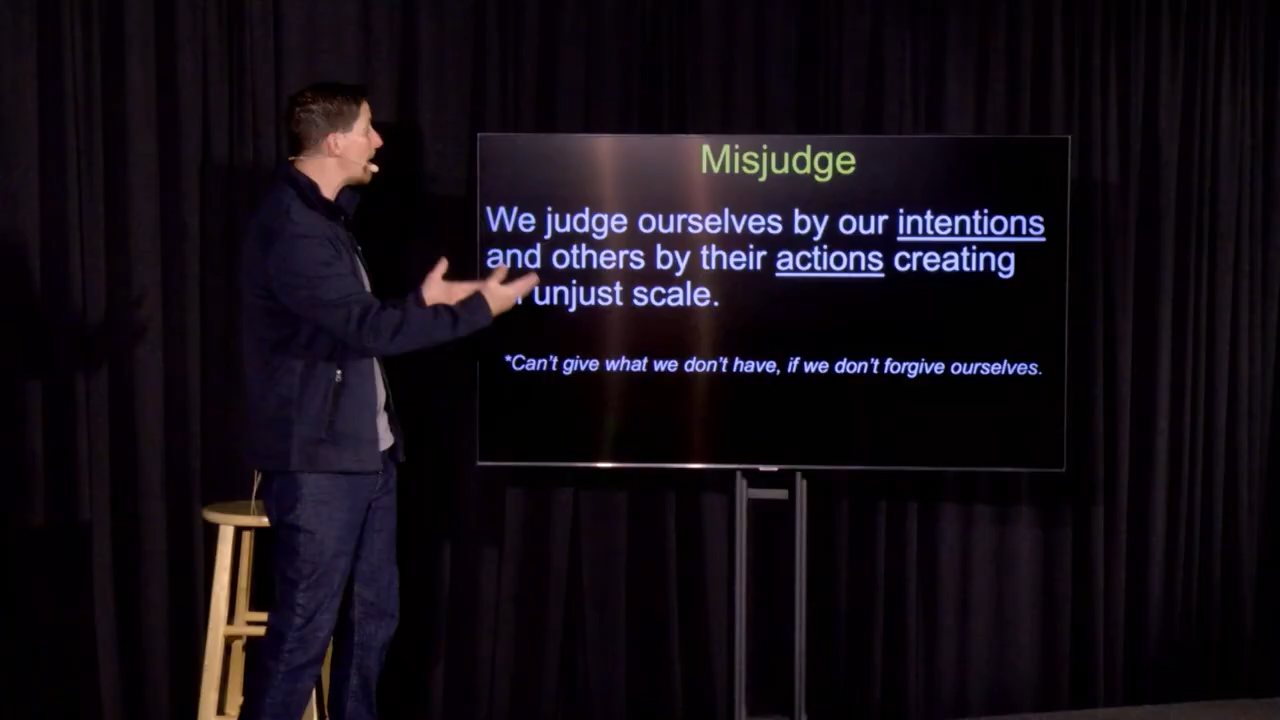 Misjudge
We judge ourselves by our intentions
and others by their actions creating
unjust scale.
*Can't give what we don't have, if we don't forgive ourselves.